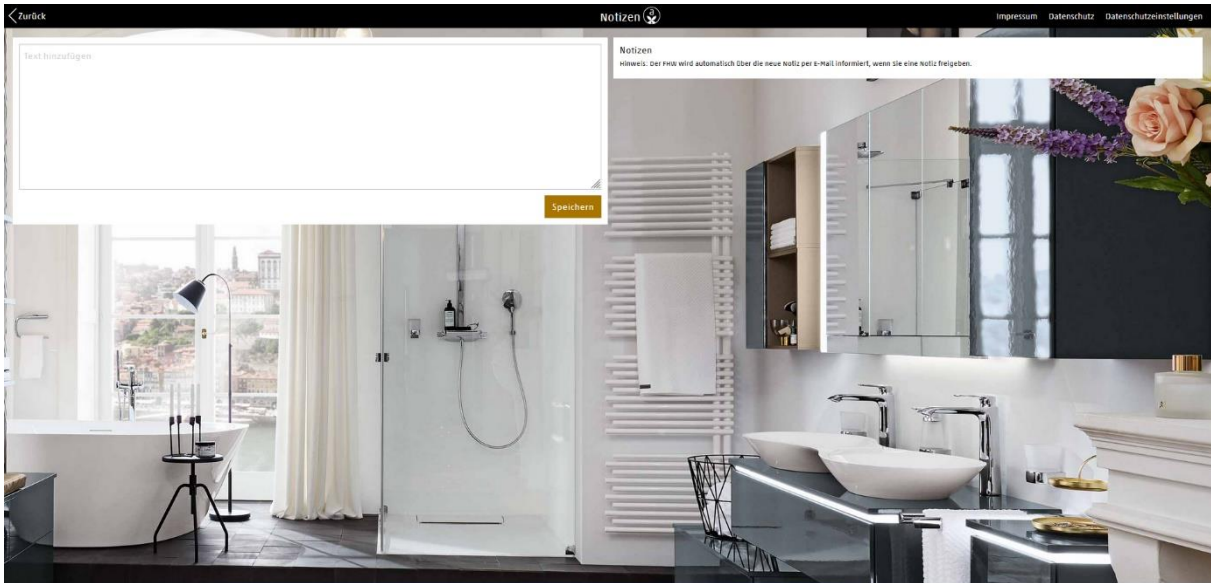 Zurück
Notizen
Impressum Datenschutz Datenschutzeinstellungen
Text hinzufügen
Speichern
Notizen
Hinweis: Der FHW wird automatisch über die neue Notiz per E-Mail informiert, wenn Sie eine Notiz freigeben.